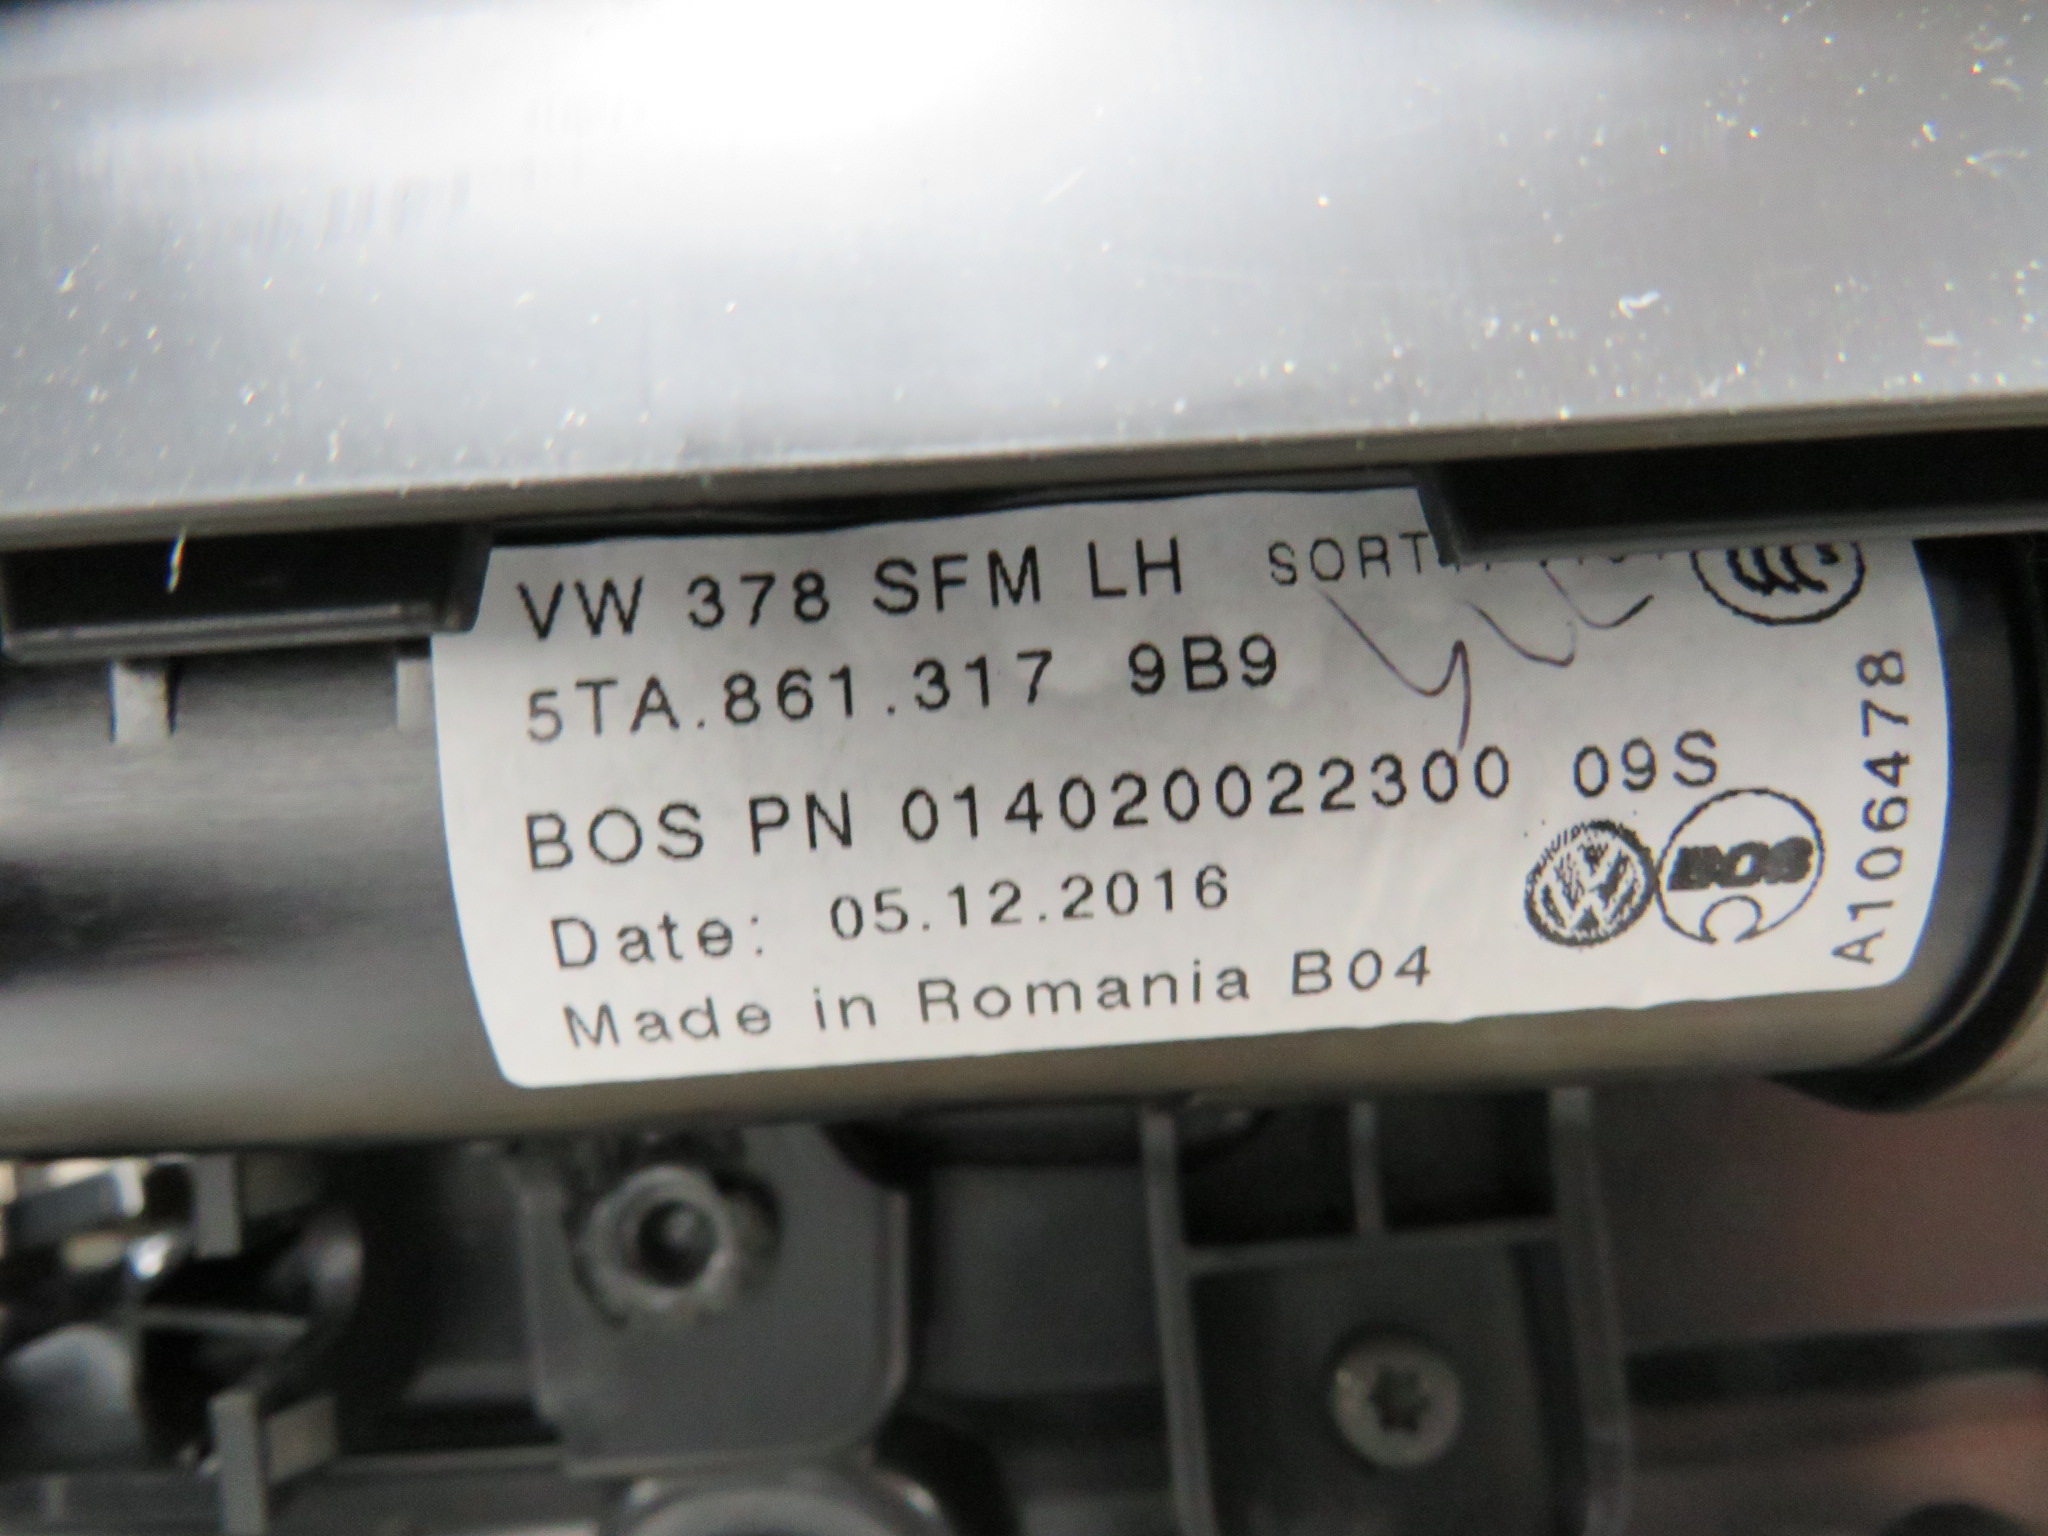 VW 378 SFM LH
5TA.861.317 9B9
BOS PN 014020022300 09S
Date: 05.12.2016
Made in Romania B04
BOS
A106478